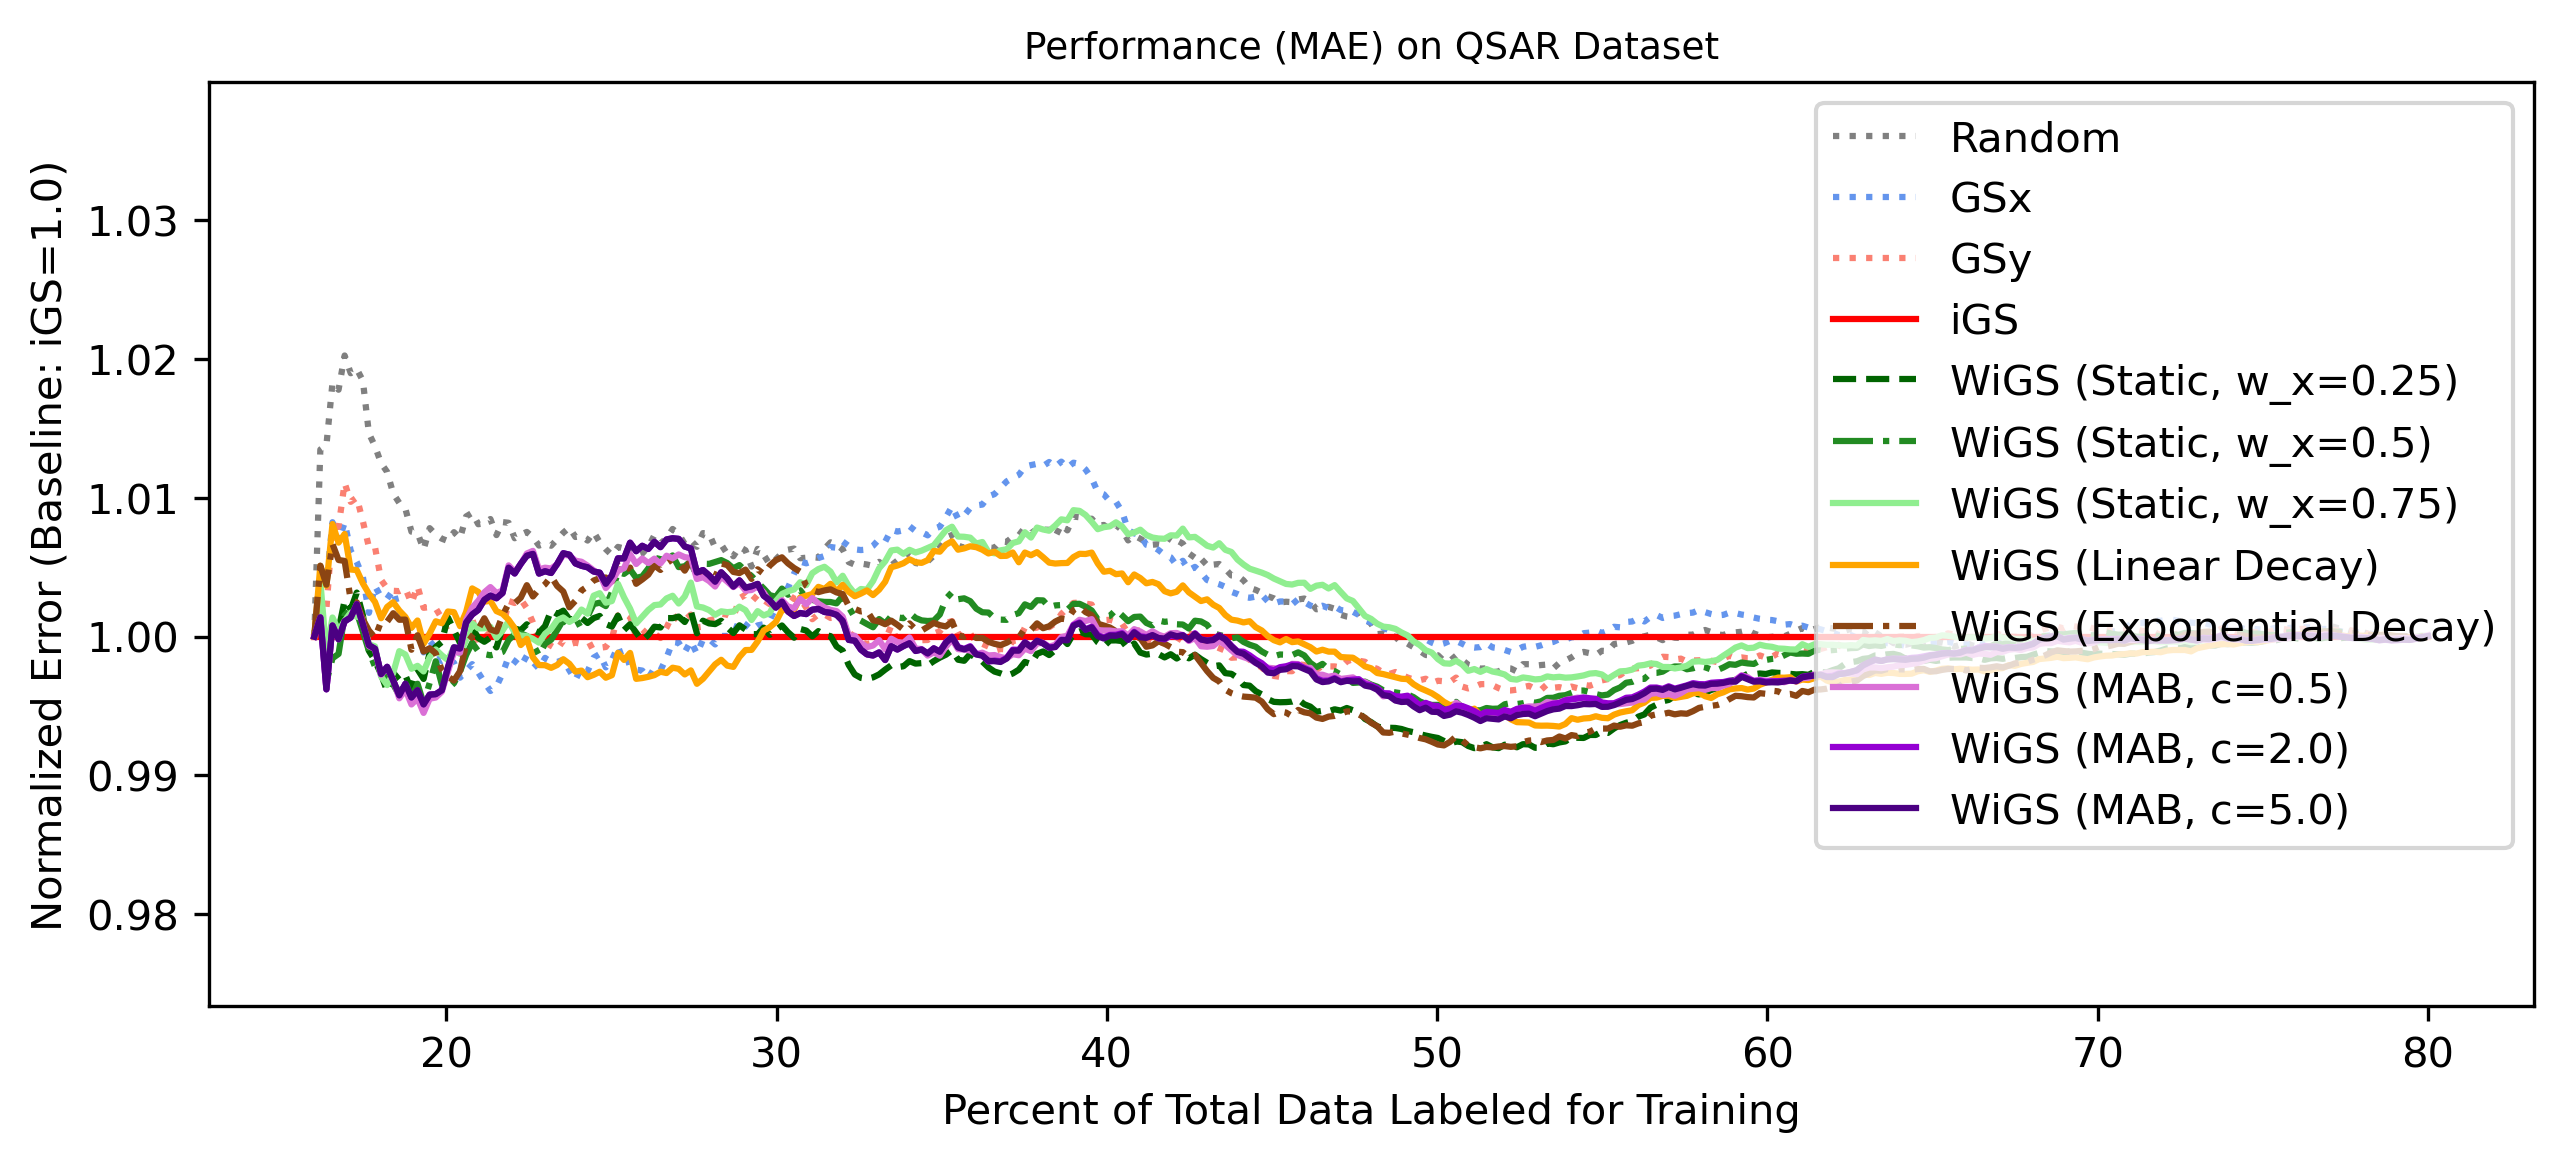 Performance (MAE) on QSAR Dataset
Normalized Error (Baseline: iGS=1.0)
1.03
1.02
1.01
1.00
0.99
0.98
Random
GSx
GSy
iGS
WiGS (Static, w_x=0.25)
WiGS (Static, w_x=0.5)
WiGS (Static, w_x=0.75)
WiGS (Linear Decay)
WiGS (Exponential Decay)
WiGS (MAB, c=0.5)
WiGS (MAB, c=2.0)
WiGS (MAB, c=5.0)
20 30 40 50 60 70 80
Percent of Total Data Labeled for Training